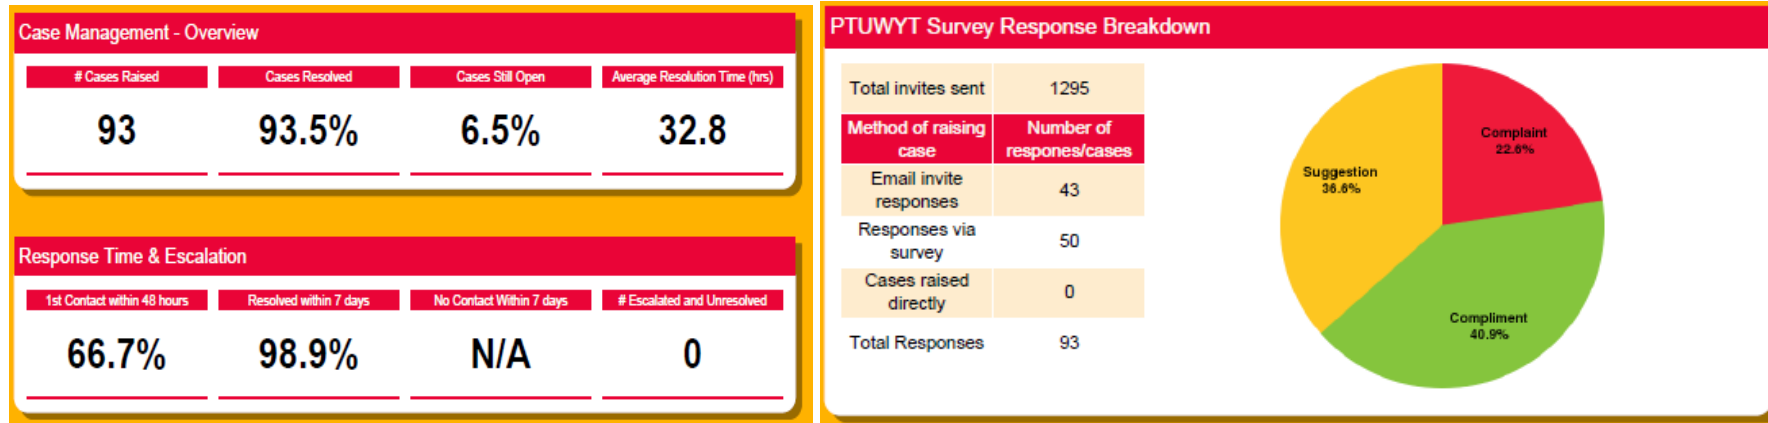 Case Management - Overview
# Cases Raised
Cases Resolved
Cases Still Open
Average Resolution Time (hrs)
93
93.5%
6.5%
32.8
Response Time & Escalation
1st Contact within 48 hours
Resolved within 7 days
No Contact Within 7 days
# Escalated and Unresolved
66.7%
98.9%
N/A
0
PTUWYT Survey Response Breakdown
Total invites sent
1295
Method of raising
case
Number of
respones/cases
Email invite
responses
43
Responses via
survey
50
Cases raised
directly
0
Total Responses
93
Complaint
22.6%
Suggestion
36.6%
Compliment
40.9%